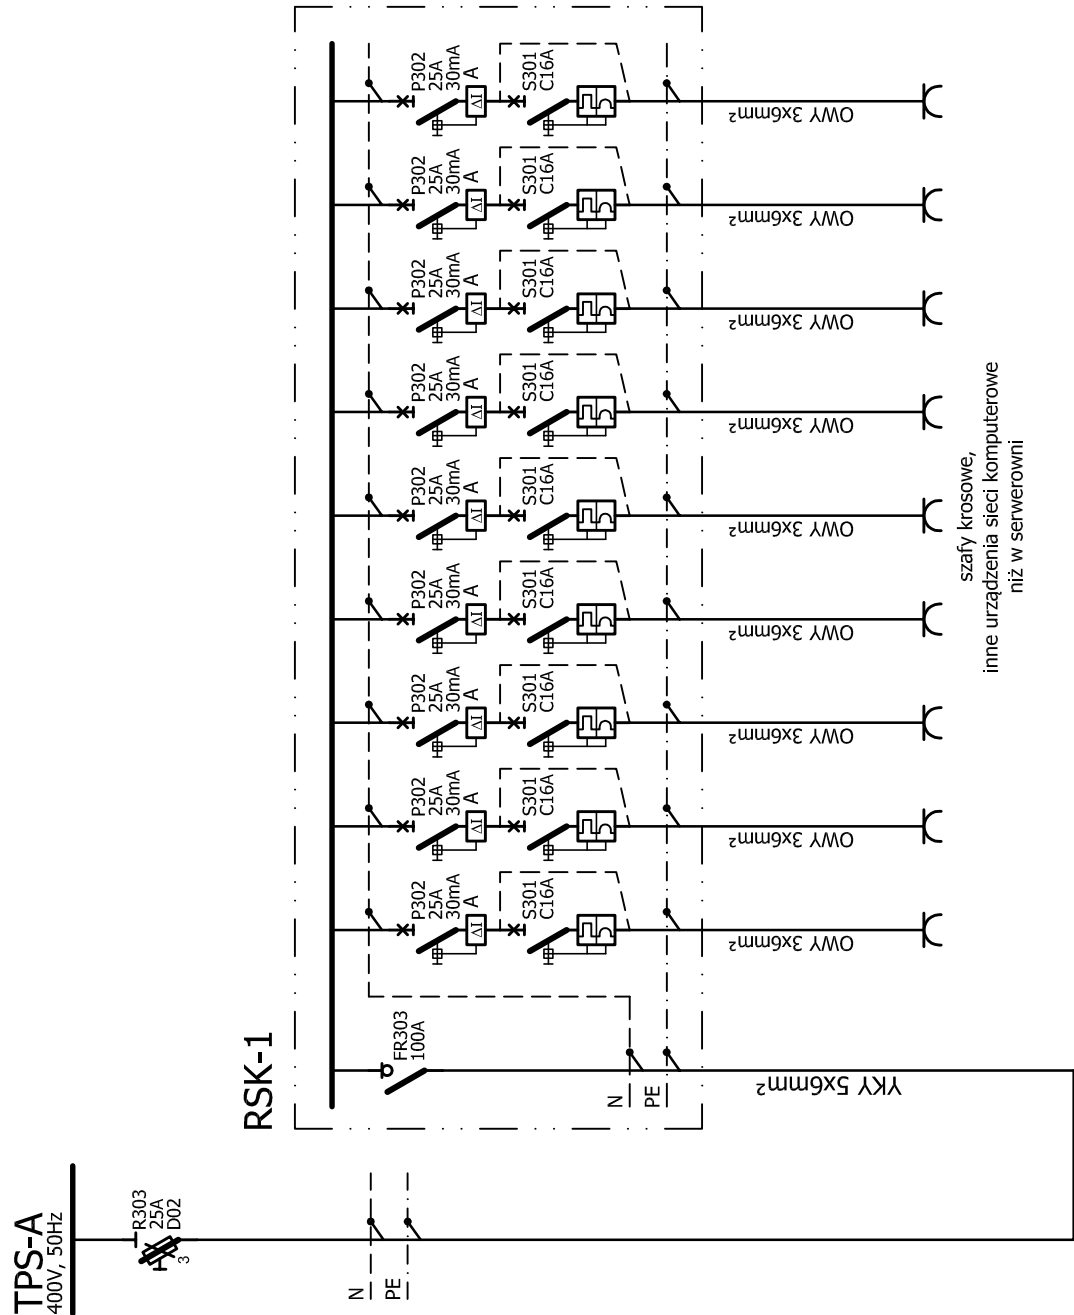 TPS-A
400V, 50Hz
R303
25A
D02
3
N
PE
RSK-1
FR303
100A
N
PE
YKY 5x6mm²
P302
25A
30mA
A
I▽
S301
C16A
OWY 3x6mm²
P302
25A
30mA
A
I▽
S301
C16A
OWY 3x6mm²
P302
25A
30mA
A
I▽
S301
C16A
OWY 3x6mm²
P302
25A
30mA
A
I▽
S301
C16A
OWY 3x6mm²
P302
25A
30mA
A
I▽
S301
C16A
OWY 3x6mm²
P302
25A
30mA
A
I▽
S301
C16A
OWY 3x6mm²
P302
25A
30mA
A
I▽
S301
C16A
OWY 3x6mm²
P302
25A
30mA
A
I▽
S301
C16A
OWY 3x6mm²
P302
25A
30mA
A
I▽
S301
C16A
OWY 3x6mm²
szafy krosowe,
inne urządzenia sieci komputerowe
niż w serwerowni